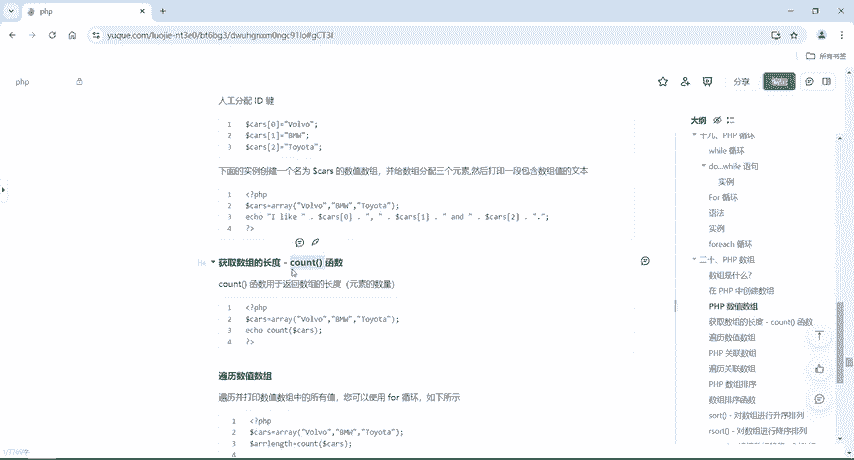 php
yuque.com/luojie-nt3e0/bt6bg3/dwuhgnxm0ngc91lo#gCT3l
所有书签
php
分享
人工分配 ID 键
1 $cars[0]="Volvo";
2 $cars[1]="BMW";
3 $cars[2]="Toyota";
下面的实例创建一个名为 $cars 的数值数组，并给数组分配三个元素,然后打印一段包含数组值的文本
1 <?php
2 $cars=array("Volvo","BMW","Toyota");
3 echo "I like " . $cars[0] . ", " . $cars[1] . " and " . $cars[2] . ".";
4 ?>
获取数组的长度 - count() 函数
count() 函数用于返回数组的长度（元素的数量）
1 <?php
2 $cars=array("Volvo","BMW","Toyota");
3 echo count($cars);
4 ?>
遍历数值数组
遍历并打印数值数组中的所有值，您可以使用 for 循环，如下所示
1 <?php
2 $cars=array("Volvo","BMW","Toyota");
3 $arrlength=count($cars);
4
大纲
十九、PHP 循环
while 循环
do...while 语句
实例
For 循环
语法
实例
foreach 循环
二十、PHP 数组
数组是什么?
在 PHP 中创建数组
PHP 数值数组
获取数组的长度 - count() 函数
遍历数值数组
PHP 关联数组
遍历关联数组
PHP 数组排序
数组排序函数
sort() - 对数组进行升序排列
rsort() - 对数组进行降序排列